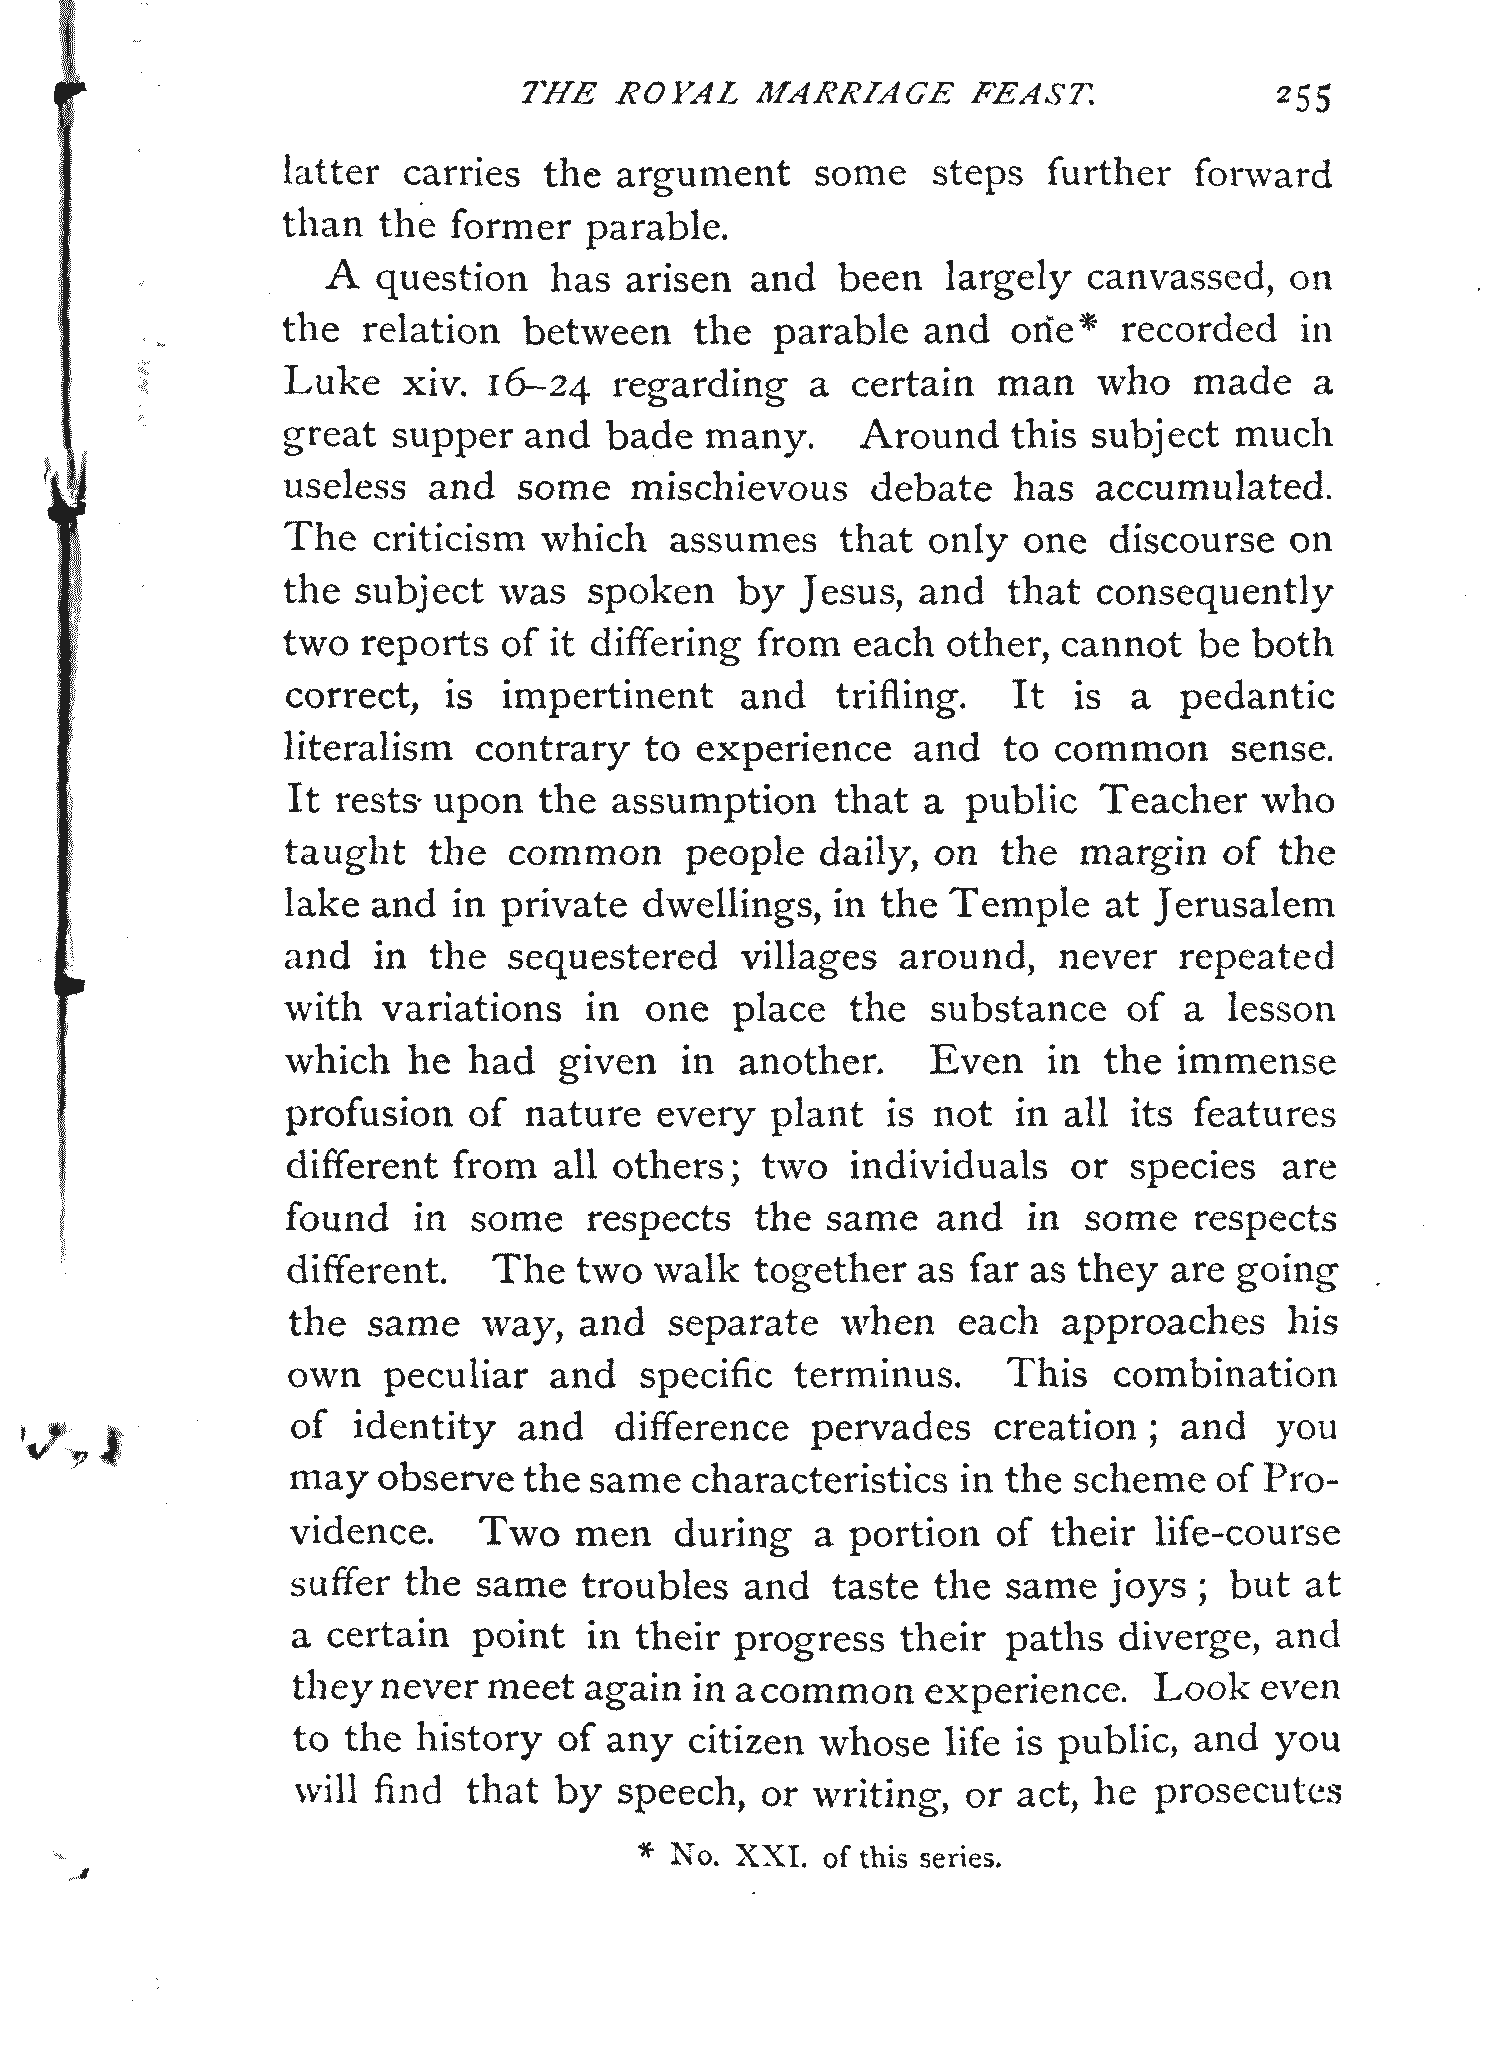 THE ROYAL MARRIAGE FEAST. 255
latter carries the argument some steps further forward
than the former parable.
A question has arisen and been largely canvassed, on
the relation between the parable and one* recorded in
Luke xiv. 16–24 regarding a certain man who made a
great supper and bade many. Around this subject much
useless and some mischievous debate has accumulated.
The criticism which assumes that only one discourse on
the subject was spoken by Jesus, and that consequently
two reports of it differing from each other, cannot be both
correct, is impertinent and trifling. It is a pedantic
literalism contrary to experience and to common sense.
It rests upon the assumption that a public Teacher who
taught the common people daily, on the margin of the
lake and in private dwellings, in the Temple at Jerusalem
and in the sequestered villages around, never repeated
with variations in one place the substance of a lesson
which he had given in another. Even in the immense
profusion of nature every plant is not in all its features
different from all others; two individuals or species are
found in some respects the same and in some respects
different. The two walk together as far as they are going
the same way, and separate when each approaches his
own peculiar and specific terminus. This combination
of identity and difference pervades creation ; and you
may observe the same characteristics in the scheme of Pro-
vidence. Two men during a portion of their life-course
suffer the same troubles and taste the same joys ; but at
a certain point in their progress their paths diverge, and
they never meet again in a common experience. Look even
to the history of any citizen whose life is public, and you
will find that by speech, or writing, or act, he prosecutes
* No. XXI. of this series.